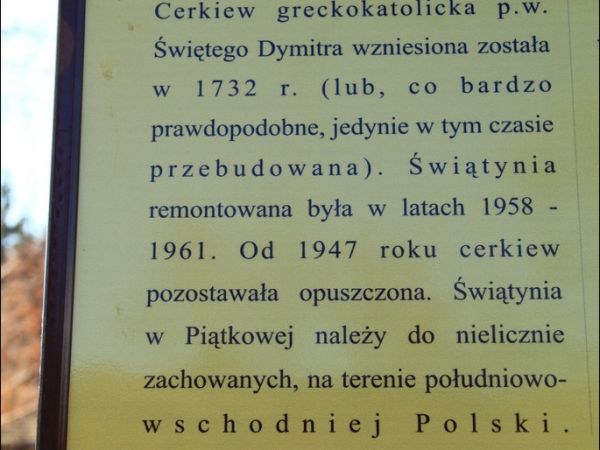 Cerkiew greckokatolicka p.w.
Świętego Dymitra wzniesiona została
w 1732 r. (lub, co bardzo
prawdopodobne, jedynie w tym czasie
przebudowana). Świątynia
remontowana była w latach 1958 -
1961. Od 1947 roku cerkiew
pozostawała opuszczona. Świątynia
w Piątkowej należy do nielicznie
zachowanych, na terenie południowo-
wschodniej Polski.